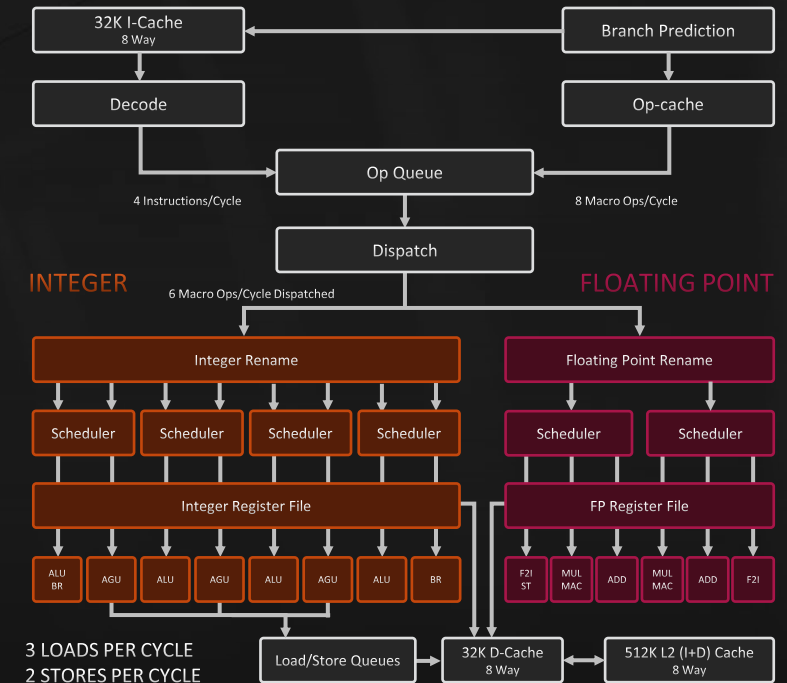 32K I-Cache
8 Way
Branch Prediction
Decode
Op-cache
Op Queue
4 Instructions/Cycle
8 Macro Ops/Cycle
Dispatch
INTEGER
FLOATING POINT
6 Macro Ops/Cycle Dispatched
Integer Rename
Floating Point Rename
Scheduler
Scheduler
Scheduler
Scheduler
Scheduler
Scheduler
Integer Register File
FP Register File
ALU
BR
AGU
ALU
AGU
ALU
AGU
ALU
BR
F2I
ST
MUL
MAC
ADD
MUL
MAC
ADD
F2I
3 LOADS PER CYCLE
2 STORES PER CYCLE
Load/Store Queues
32K D-Cache
8 Way
512K L2 (I+D) Cache
8 Way